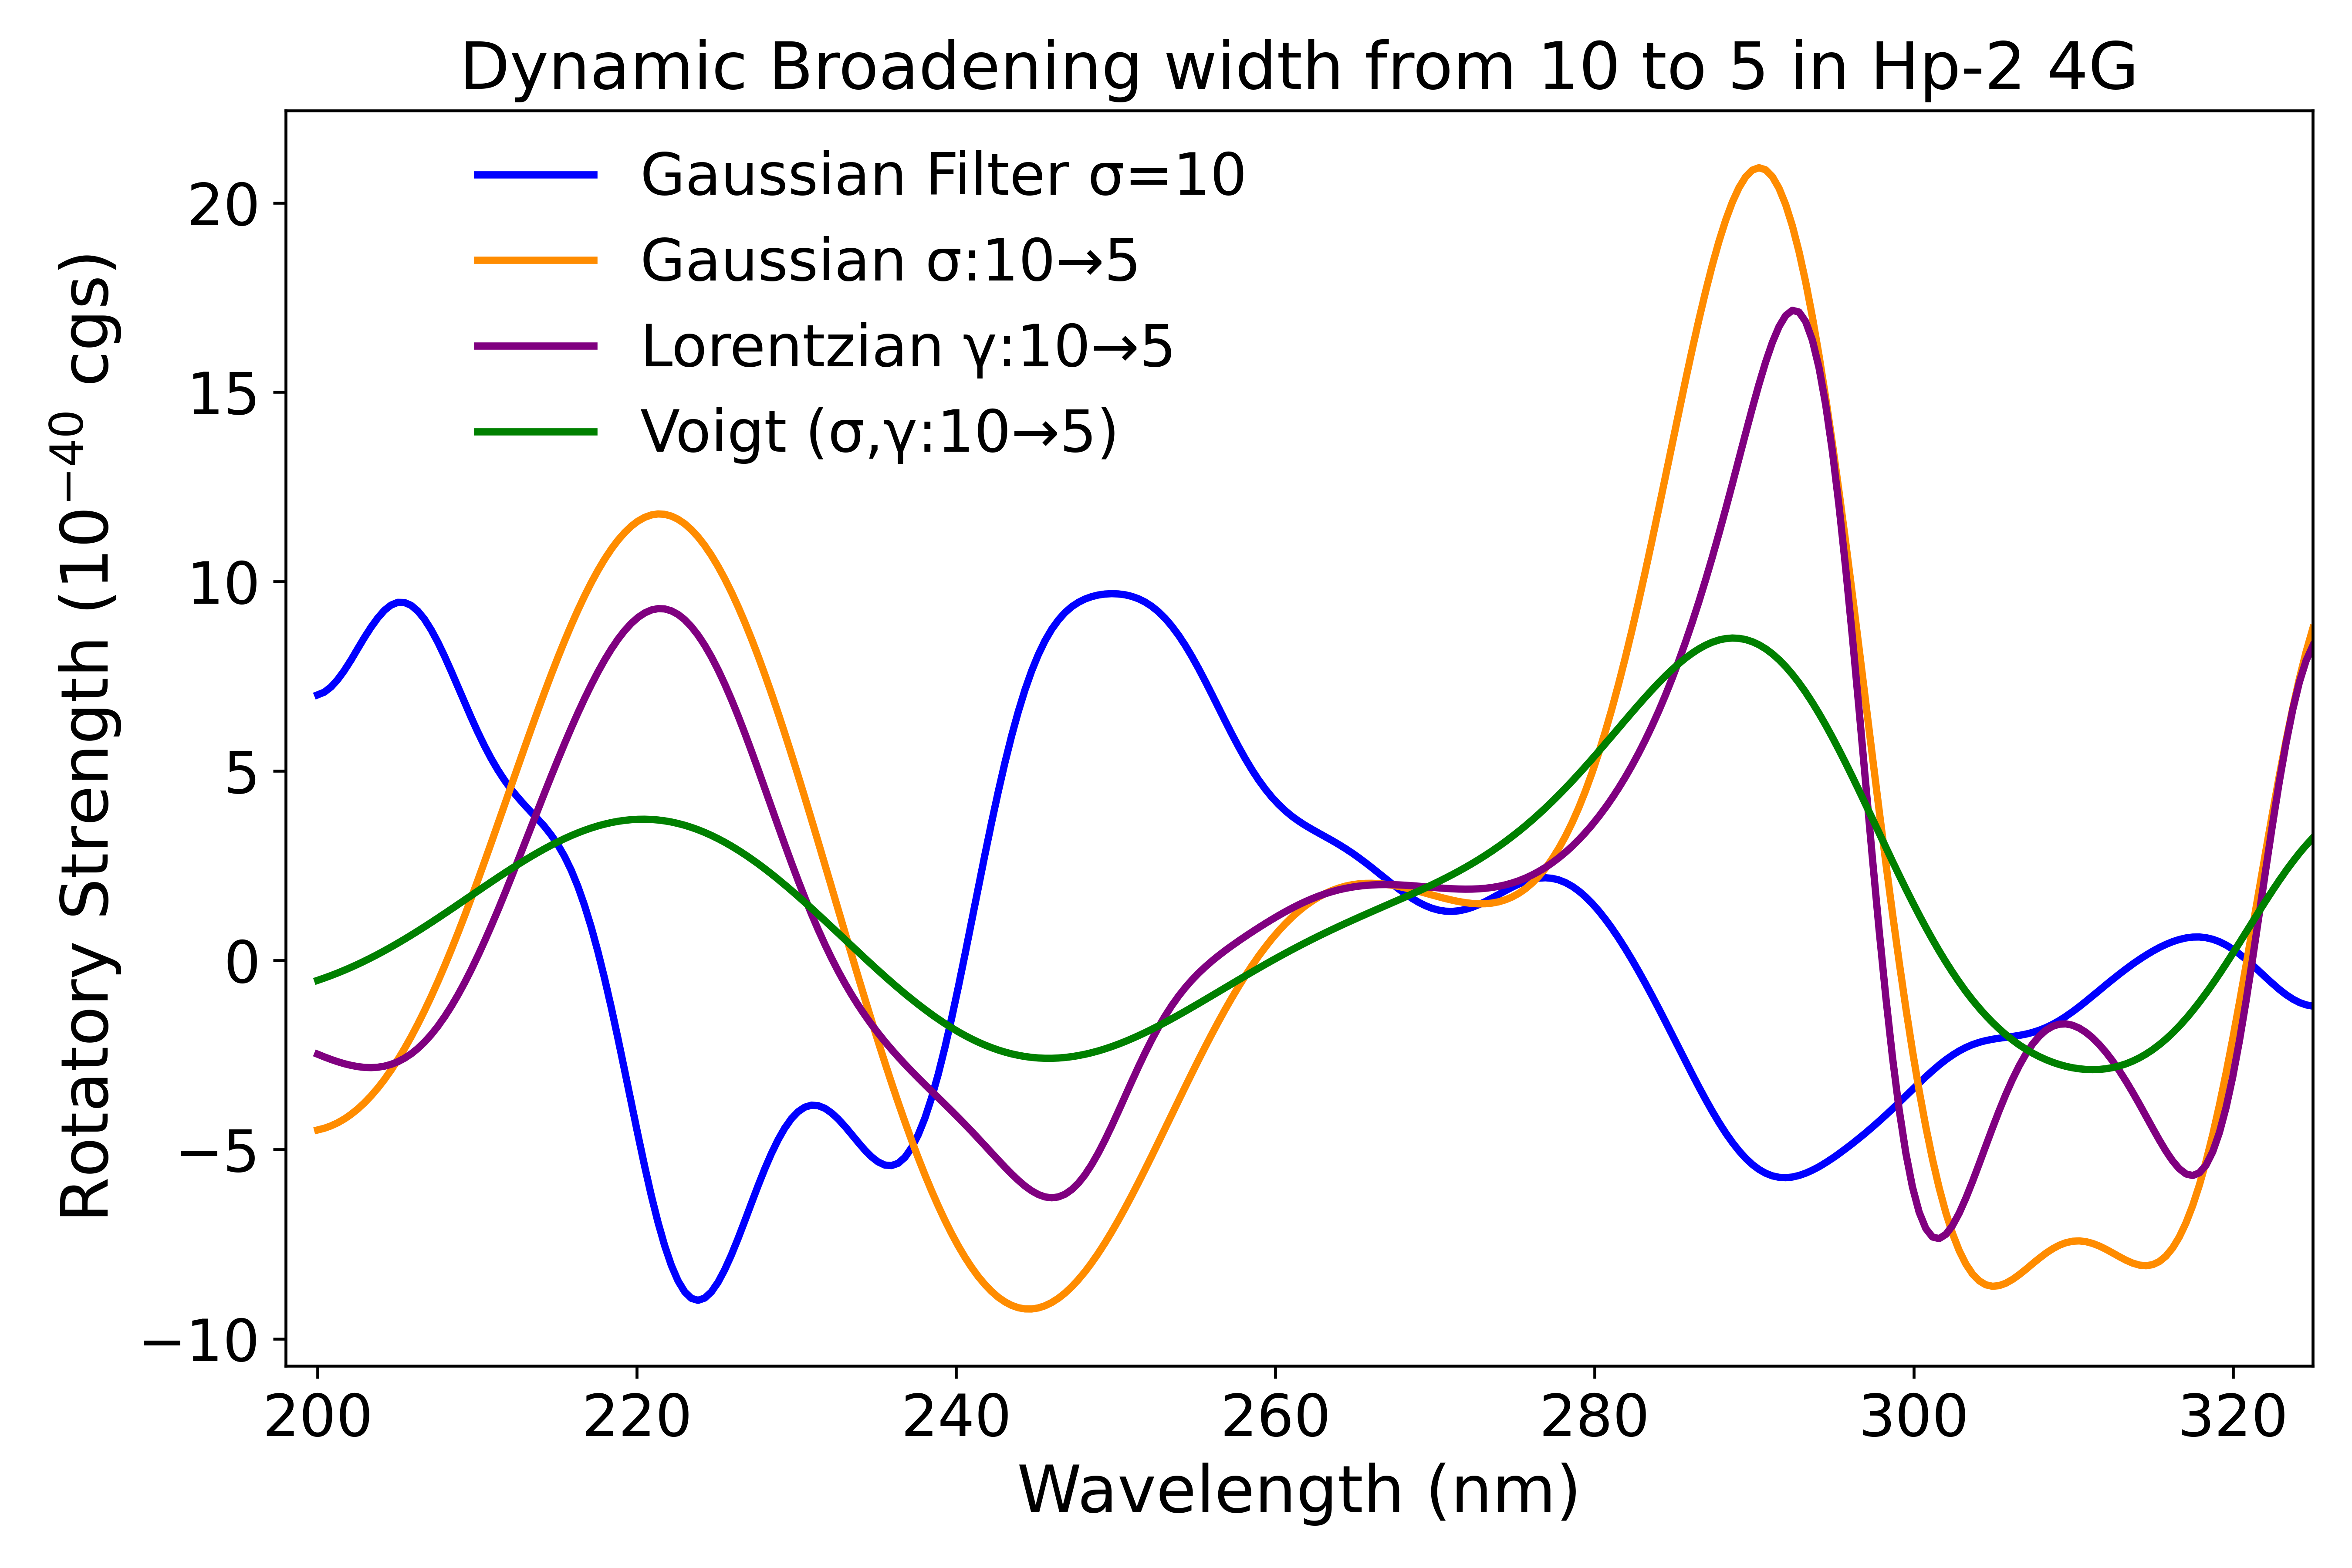 Dynamic Broadening width from 10 to 5 in Hp-2 4G
Gaussian Filter σ=10
Gaussian σ:10→5
Lorentzian γ:10→5
Voigt (σ,γ:10→5)
Rotatory Strength (10⁻⁴⁰ cgs)
20
15
10
5
0
−5
−10
200 220 240 260 280 300 320
Wavelength (nm)